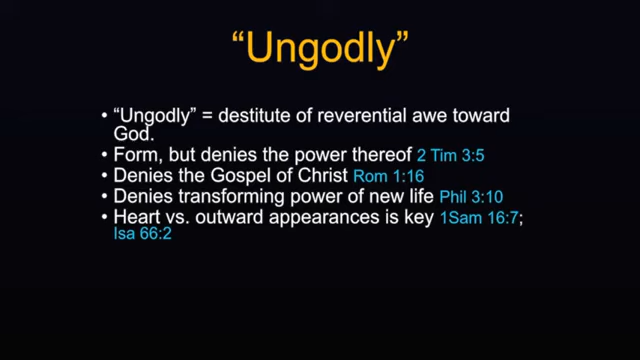 “Ungodly”
• “Ungodly” = destitute of reverential awe toward
God.
• Form, but denies the power thereof 2 Tim 3:5
• Denies the Gospel of Christ Rom 1:16
• Denies transforming power of new life Phil 3:10
• Heart vs. outward appearances is key 1Sam 16:7;
Isa 66:2